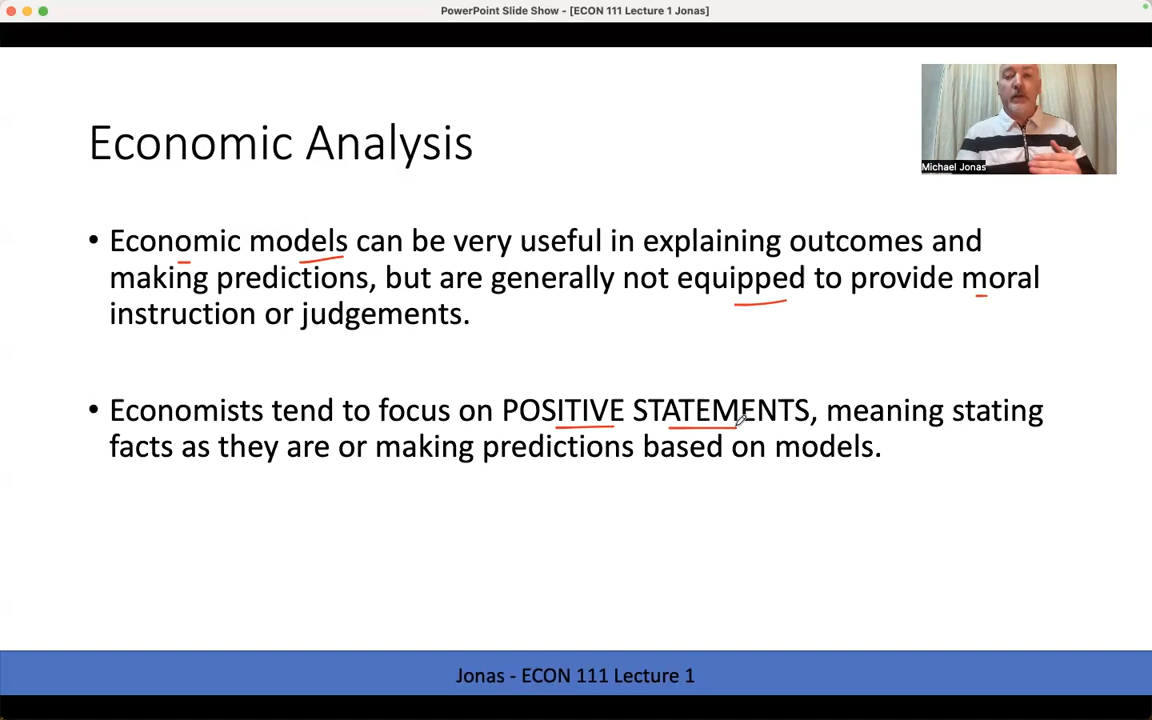 PowerPoint Slide Show - [ECON 111 Lecture 1 Jonas]
Economic Analysis
Michael Jonas
• Economic models can be very useful in explaining outcomes and
making predictions, but are generally not equipped to provide moral
instruction or judgements.
• Economists tend to focus on POSITIVE STATEMENTS, meaning stating
facts as they are or making predictions based on models.
Jonas - ECON 111 Lecture 1